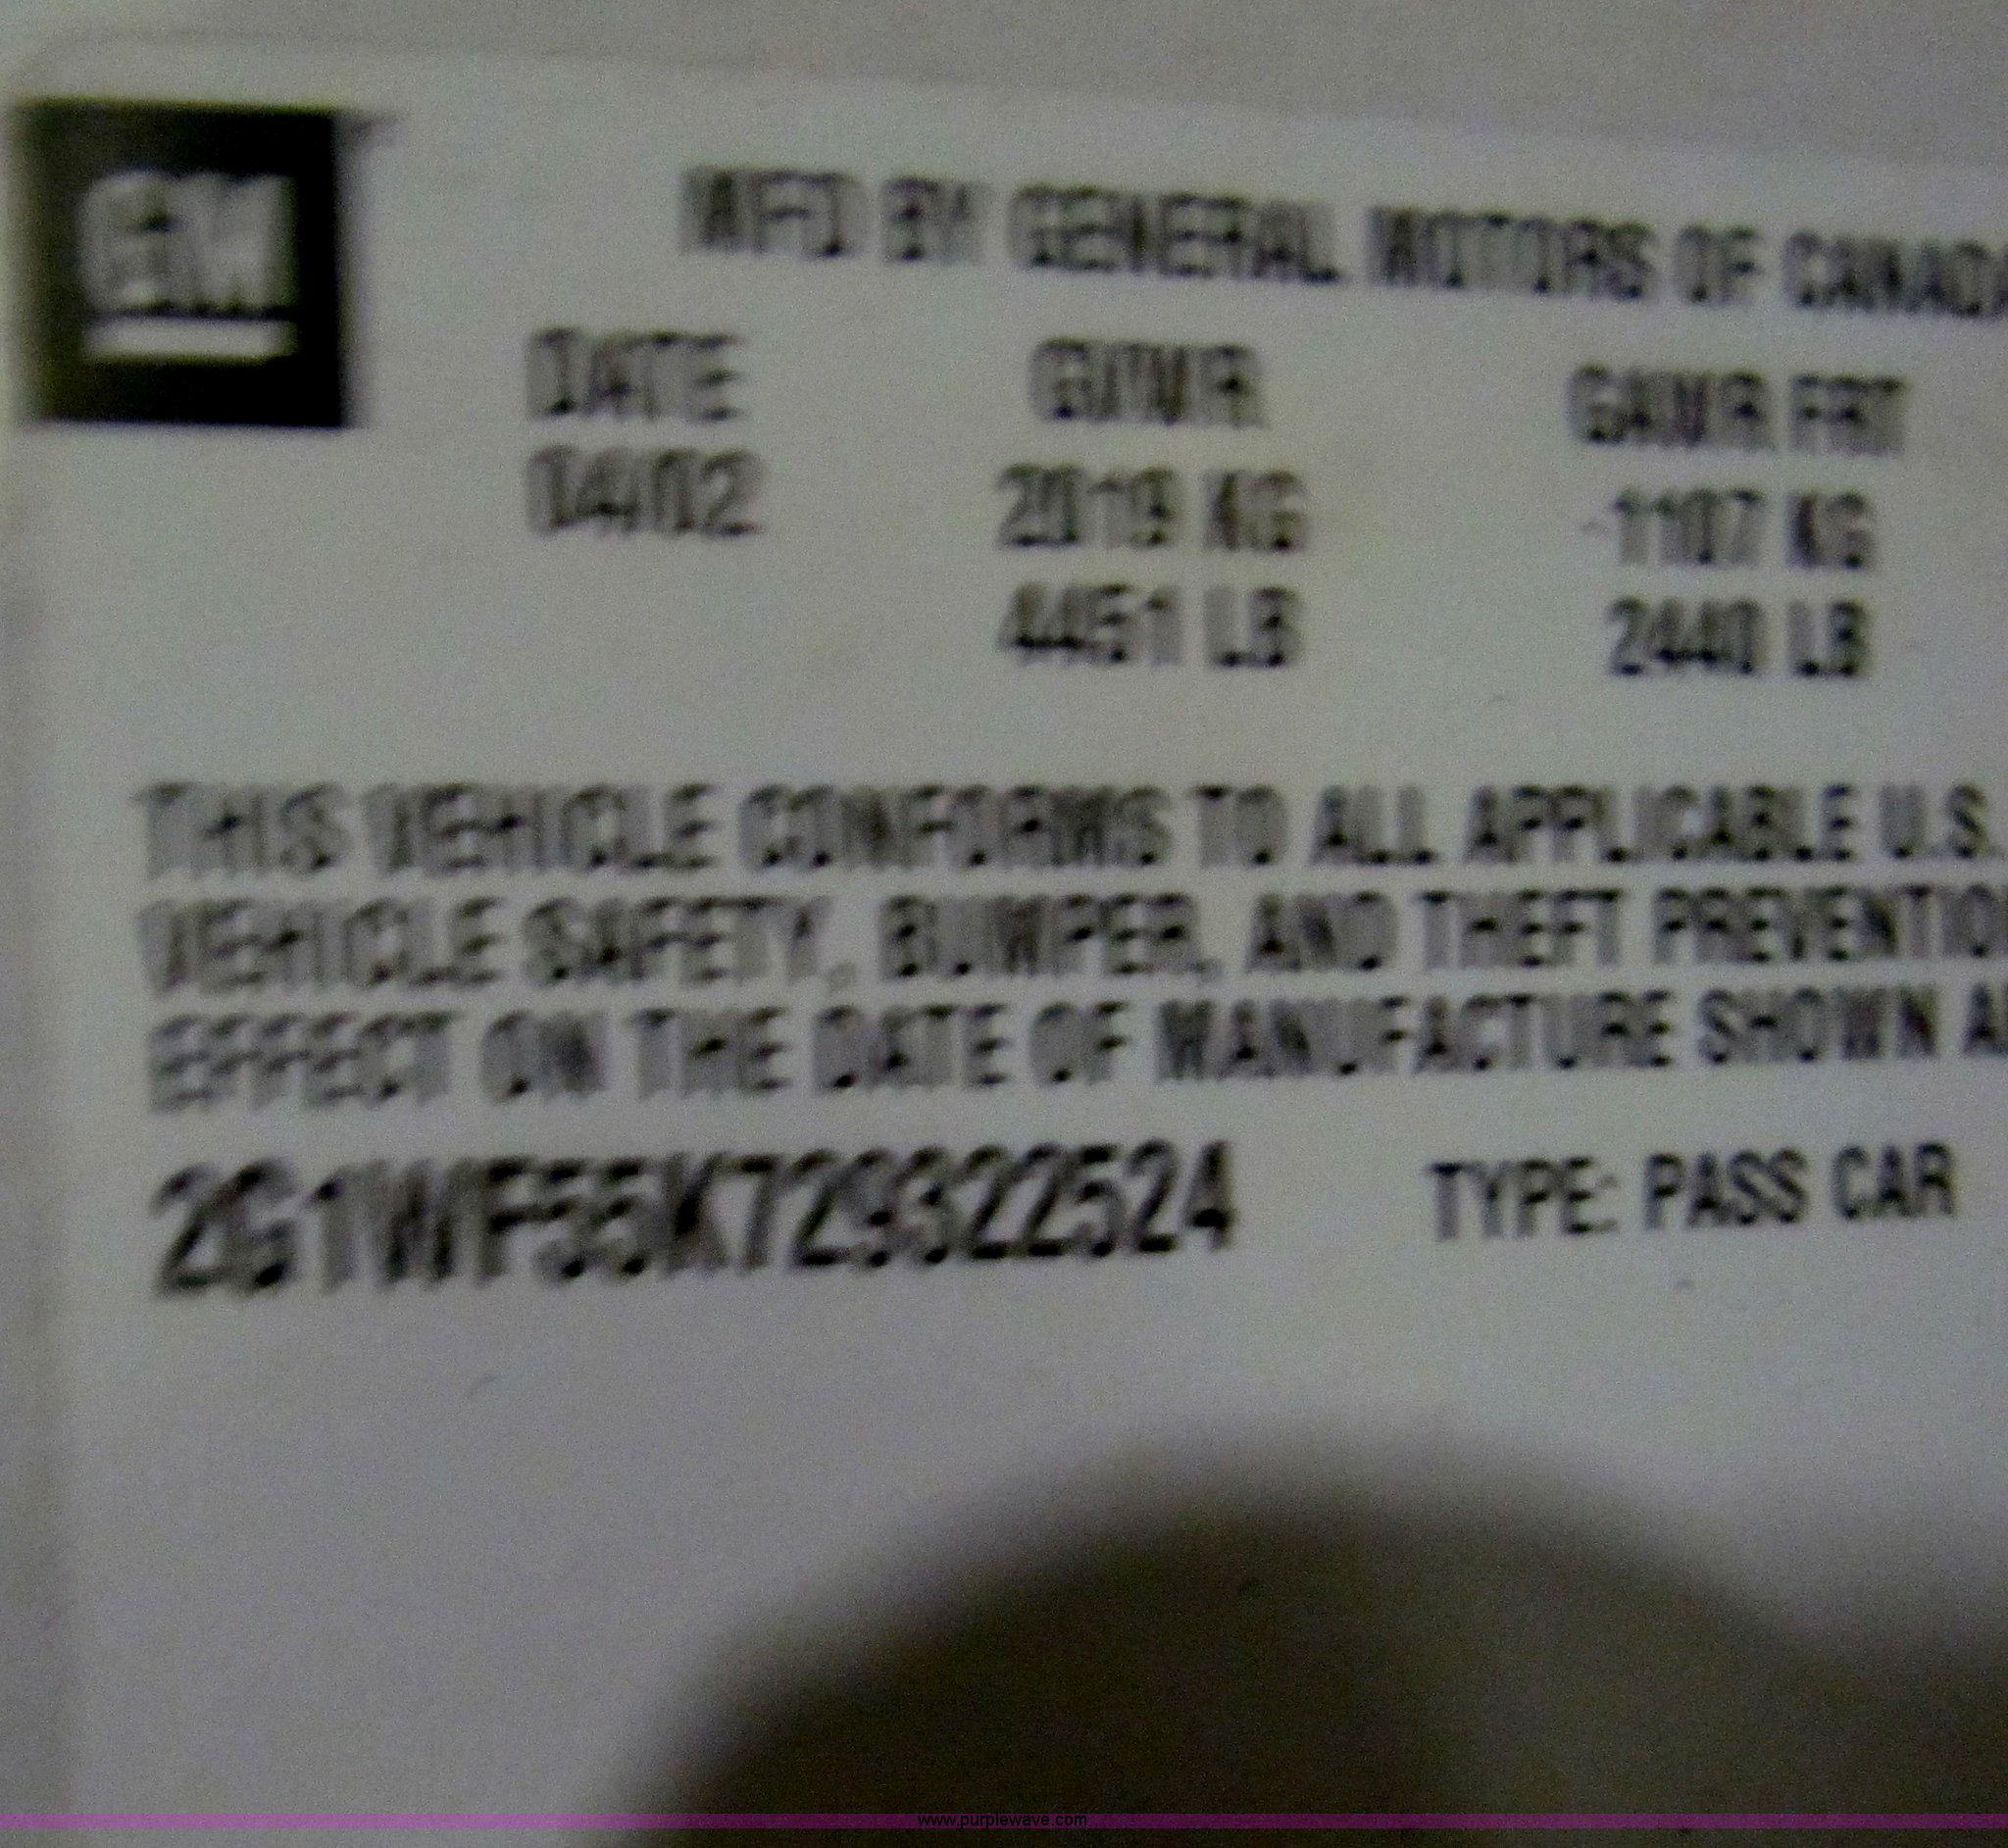 GM
MFD BY GENERAL MOTORS OF CANADA
DATE GVWR GAWR FRT
04/02 2019 KG 1107 KG
4451 LB 2440 LB
THIS VEHICLE CONFORMS TO ALL APPLICABLE U.S.
VEHICLE SAFETY, BUMPER, AND THEFT PREVENTIO
EFFECT ON THE DATE OF MANUFACTURE SHOWN A
2G1WF55K729322524 TYPE: PASS CAR
www.purplewave.com